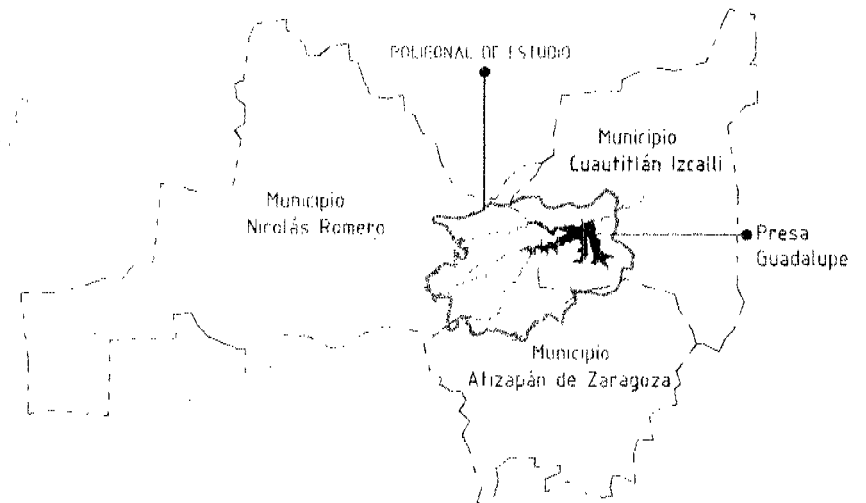 POLIGONAL DE ESTUDIO
Municipio
Cuautitlán Izcalli
Municipio
Nicolás Romero
Presa
Guadalupe
Municipio
Atizapán de Zaragoza